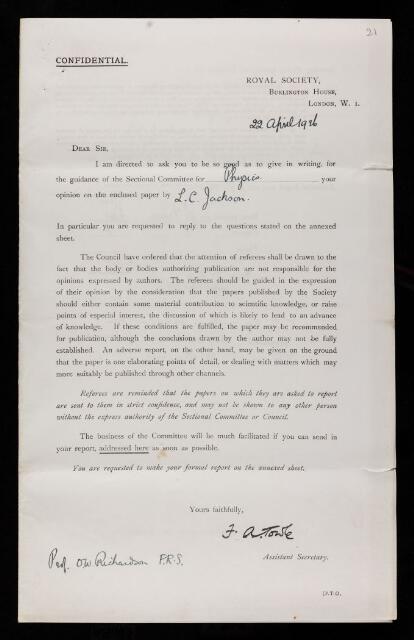 21
CONFIDENTIAL.
ROYAL SOCIETY,
BURLINGTON HOUSE,
LONDON, W. 1.
22 April 1926
DEAR SIR,
I am directed to ask you to be so good as to give in writing, for
the guidance of the Sectional Committee for Physics your
opinion on the enclosed paper by L.C. Jackson.
In particular you are requested to reply to the questions stated on the annexed
sheet.
The Council have ordered that the attention of referees shall be drawn to the
fact that the body or bodies authorizing publication are not responsible for the
opinions expressed by authors. The referees should be guided in the expression
of their opinion by the consideration that the papers published by the Society
should either contain some material contribution to scientific knowledge, or raise
points of especial interest, the discussion of which is likely to lead to an advance
of knowledge. If these conditions are fulfilled, the paper may be recommended
for publication, although the conclusions drawn by the author may not be fully
established. An adverse report, on the other hand, may be given on the ground
that the paper is one elaborating points of detail, or dealing with matters which may
more suitably be published through other channels.
Referees are reminded that the papers on which they are asked to report
are sent to them in strict confidence, and may not be shown to any other person
without the express authority of the Sectional Committee or Council.
The business of the Committee will be much facilitated if you can send in
your report, addressed here as soon as possible.
You are requested to make your formal report on the annexed sheet.
Yours faithfully,
F. A. Towle
Assistant Secretary.
Prof. O.W. Richardson F.R.S.
[P.T.O.